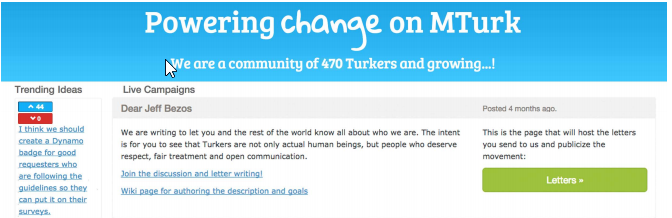 Powering change on MTurk
We are a community of 470 Turkers and growing...!
Trending Ideas
44
0
I think we should
create a Dynamo
badge for good
requesters who
are following the
guidelines so they
can put it on their
surveys.
Live Campaigns
Dear Jeff Bezos
Posted 4 months ago.
We are writing to let you and the rest of the world know all about who we are. The intent
is for you to see that Turkers are not only actual human beings, but people who deserve
respect, fair treatment and open communication.
Join the discussion and letter writing!
Wiki page for authoring the description and goals
This is the page that will host the letters
you send to us and publicize the
movement:
Letters »